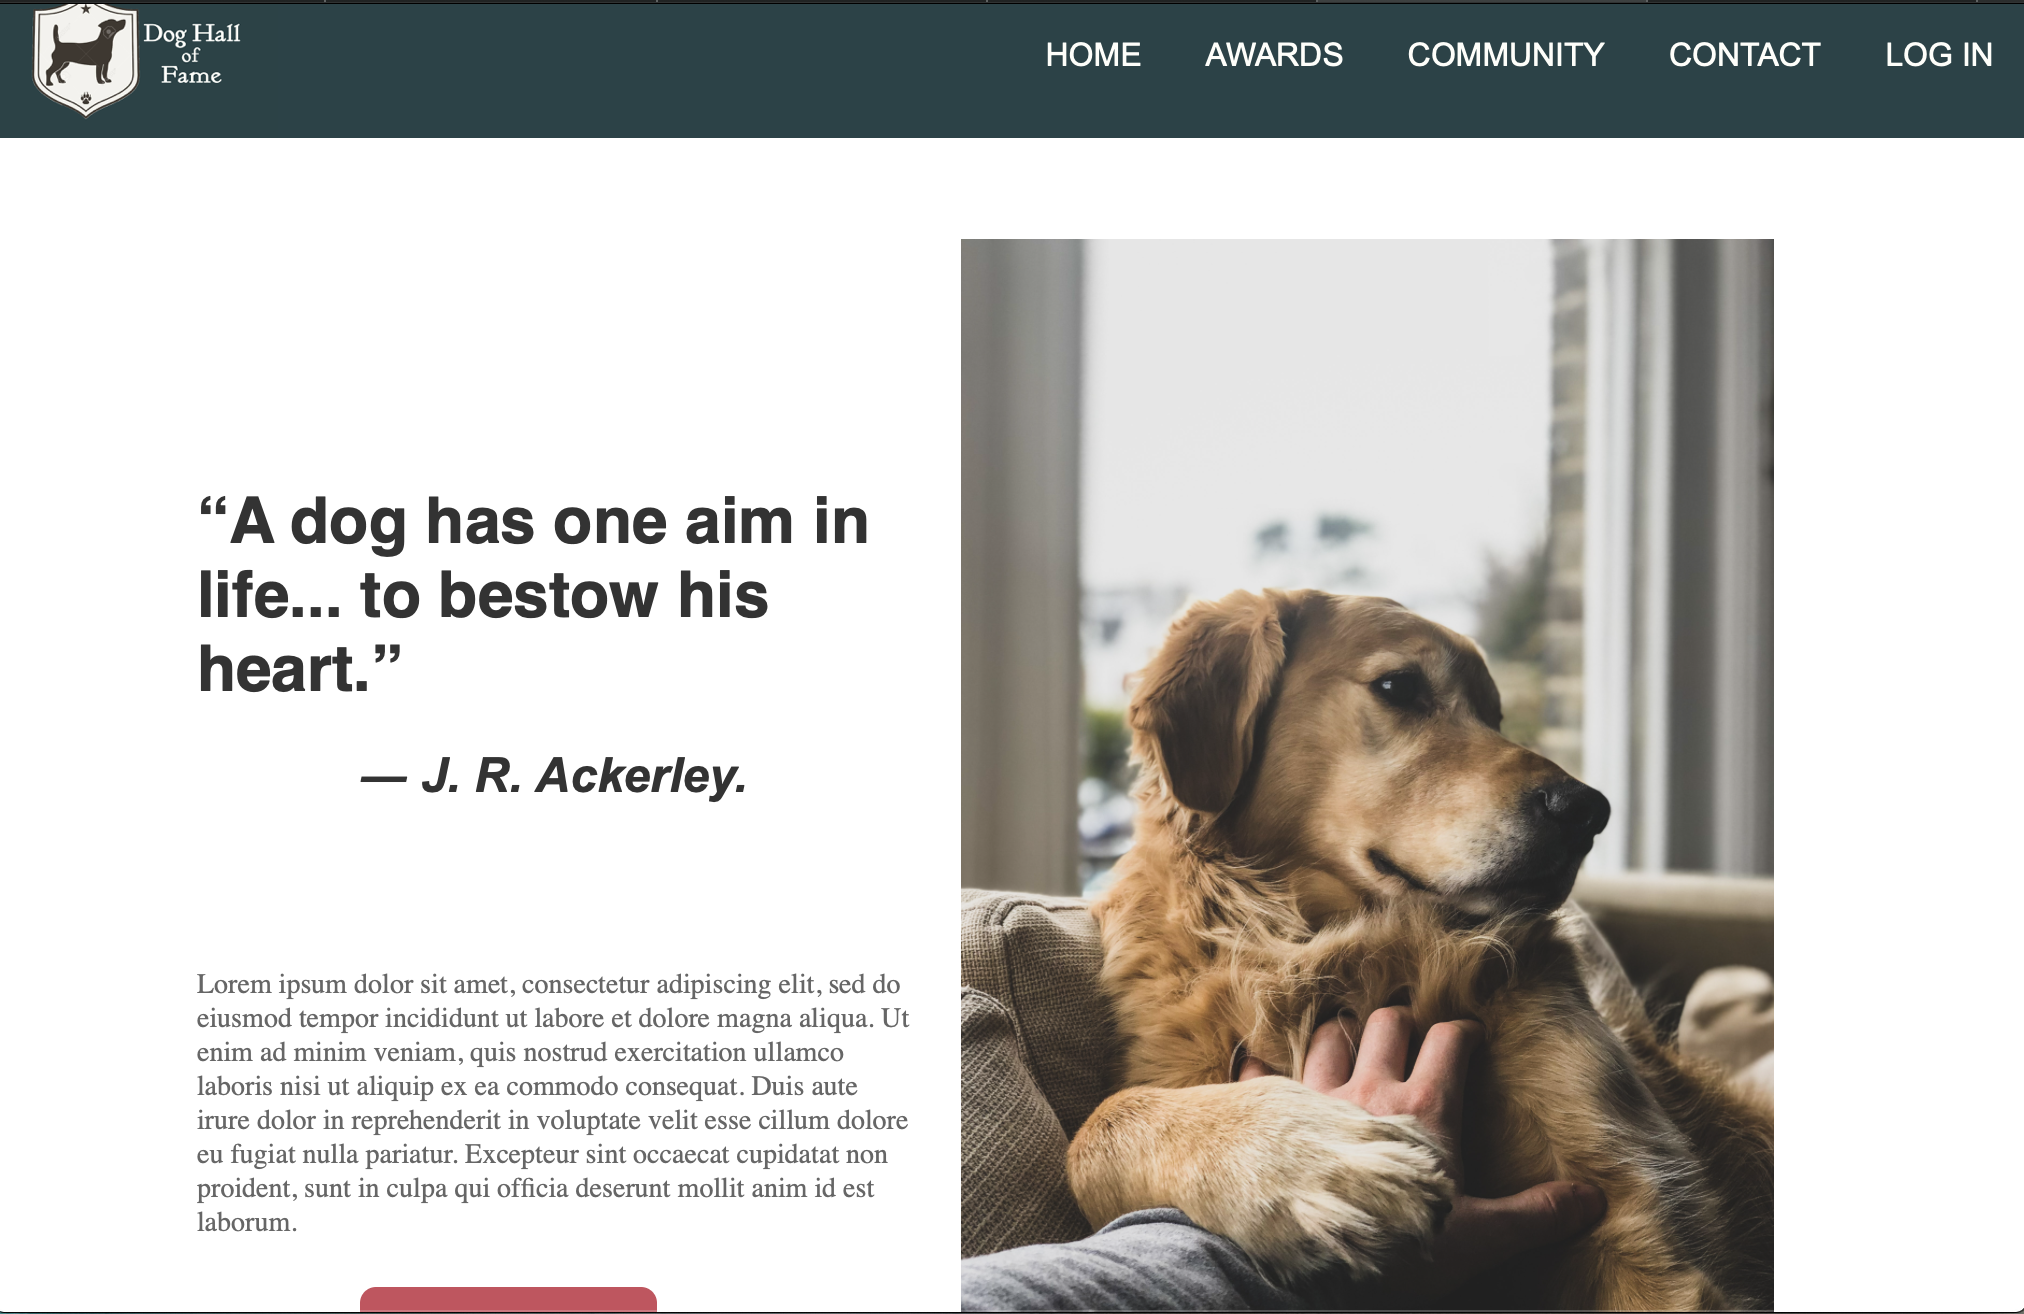 Dog Hall
of
Fame
HOME AWARDS COMMUNITY CONTACT LOG IN
“A dog has one aim in
life... to bestow his
heart.”
— J. R. Ackerley.
Lorem ipsum dolor sit amet, consectetur adipiscing elit, sed do
eiusmod tempor incididunt ut labore et dolore magna aliqua. Ut
enim ad minim veniam, quis nostrud exercitation ullamco
laboris nisi ut aliquip ex ea commodo consequat. Duis aute
irure dolor in reprehenderit in voluptate velit esse cillum dolore
eu fugiat nulla pariatur. Excepteur sint occaecat cupidatat non
proident, sunt in culpa qui officia deserunt mollit anim id est
laborum.